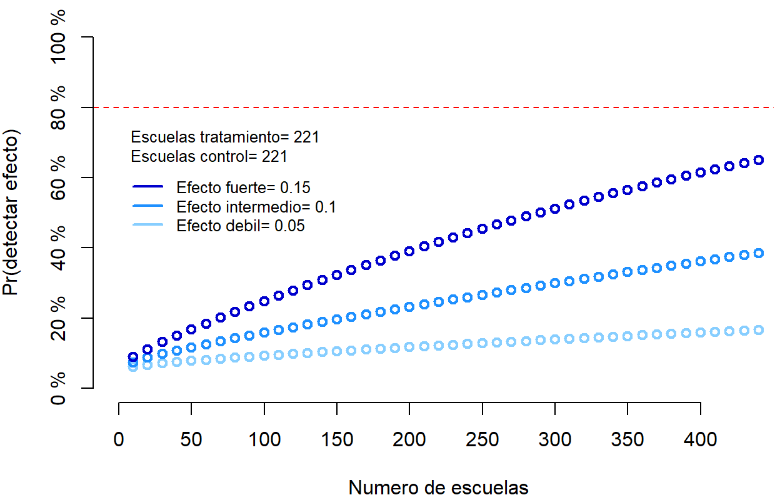 Pr(detectar efecto)
100 %
80 %
60 %
40 %
20 %
0 %
Escuelas tratamiento= 221
Escuelas control= 221
Efecto fuerte= 0.15
Efecto intermedio= 0.1
Efecto debil= 0.05
0 50 100 150 200 250 300 350 400
Numero de escuelas